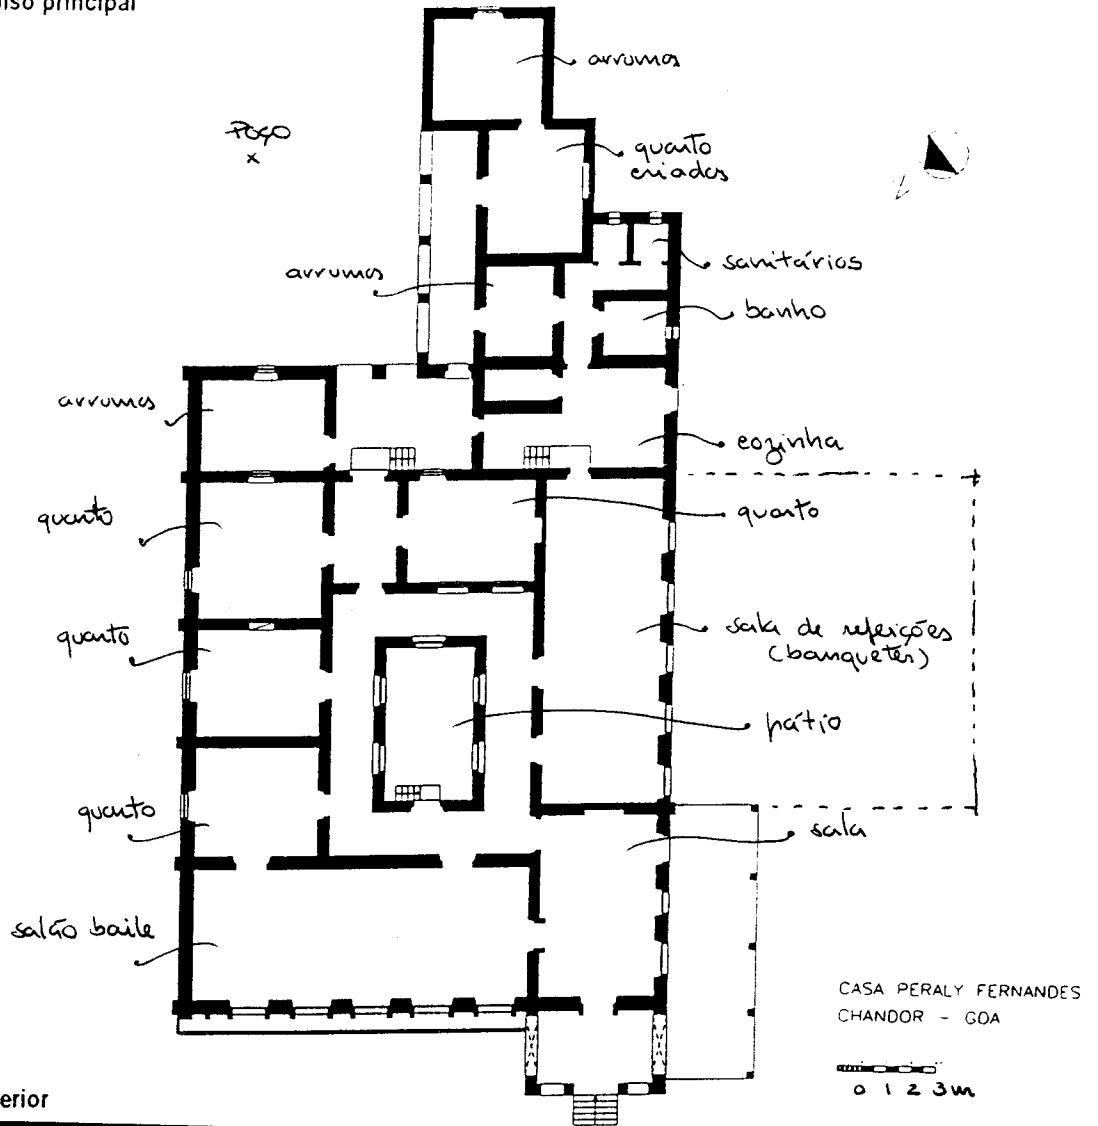 iso principal
arrumos
Poço
x
quarto
criados
sanitários
arrumos
banho
arrumos
cozinha
quarto
quarto
quarto
sala de refeições
(banquetes)
pátio
quarto
sala
salão baile
CASA PERALY FERNANDES
CHANDOR - GOA
0 1 2 3m
erior